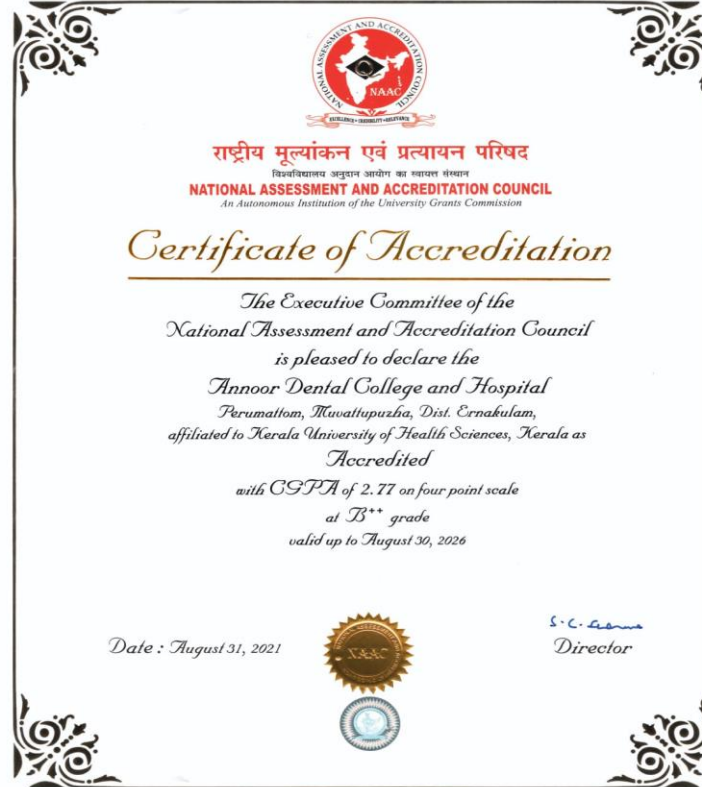 NATIONAL ASSESSMENT AND ACCREDITATION COUNCIL
NAAC
EXCELLENCE • CREDIBILITY • RELEVANCE
राष्ट्रीय मूल्यांकन एवं प्रत्यायन परिषद
विश्वविद्यालय अनुदान आयोग का स्वायत्त संस्थान
NATIONAL ASSESSMENT AND ACCREDITATION COUNCIL
An Autonomous Institution of the University Grants Commission
Certificate of Accreditation
The Executive Committee of the
National Assessment and Accreditation Council
is pleased to declare the
Annoor Dental College and Hospital
Perumattom, Muvattupuzha, Dist. Ernakulam,
affiliated to Kerala University of Health Sciences, Kerala as
Accredited
with CGPA of 2.77 on four point scale
at B++ grade
valid up to August 30, 2026
Date : August 31, 2021
NAAC
S.C. Sharma
Director